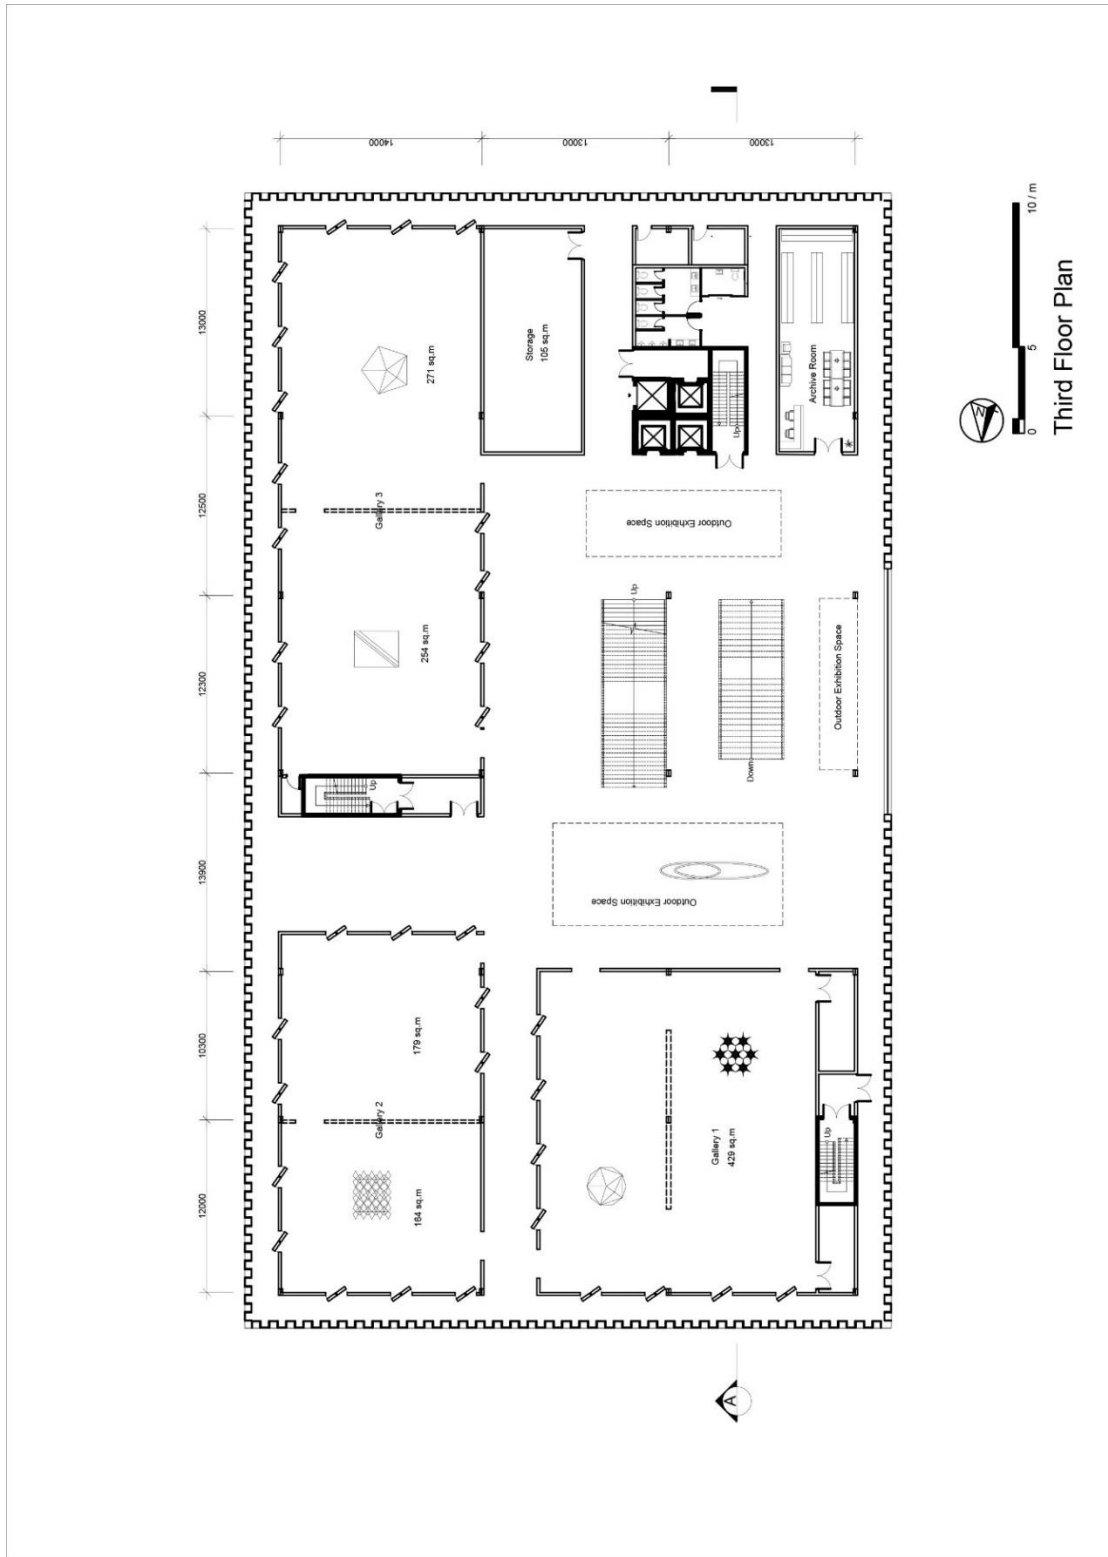 14000
13000
13000
13000
12500
12300
13900
10300
12000
271 sq.m
Storage
105 sq.m
Archive Room
Up
Gallery 3
Outdoor Exhibition Space
254 sq.m
Up
Down
Outdoor Exhibition Space
Up
Outdoor Exhibition Space
179 sq.m
Gallery 2
164 sq.m
Gallery 1
429 sq.m
Up
A
N
0
5
10 / m
Third Floor Plan